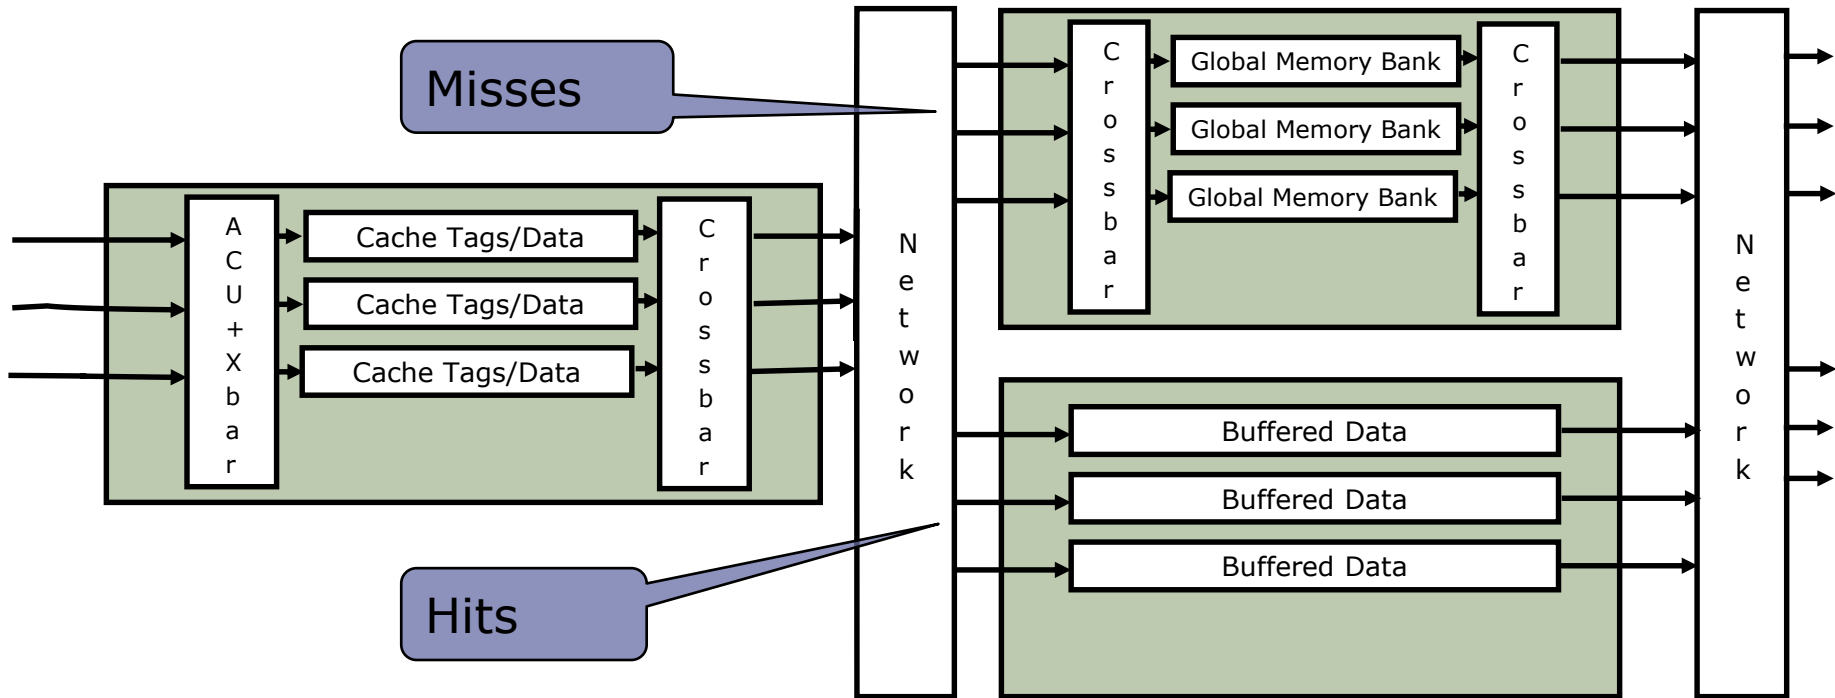 Misses
ACU+Xbar
Cache Tags/Data
Cache Tags/Data
Cache Tags/Data
Crossbar
Hits
Network
Crossbar
Global Memory Bank
Global Memory Bank
Global Memory Bank
Crossbar
Buffered Data
Buffered Data
Buffered Data
Network